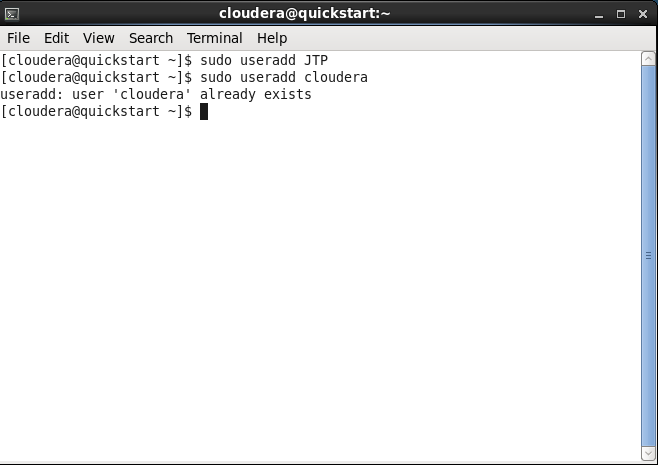 cloudera@quickstart:~
File Edit View Search Terminal Help
[cloudera@quickstart ~]$ sudo useradd JTP
[cloudera@quickstart ~]$ sudo useradd cloudera
useradd: user 'cloudera' already exists
[cloudera@quickstart ~]$